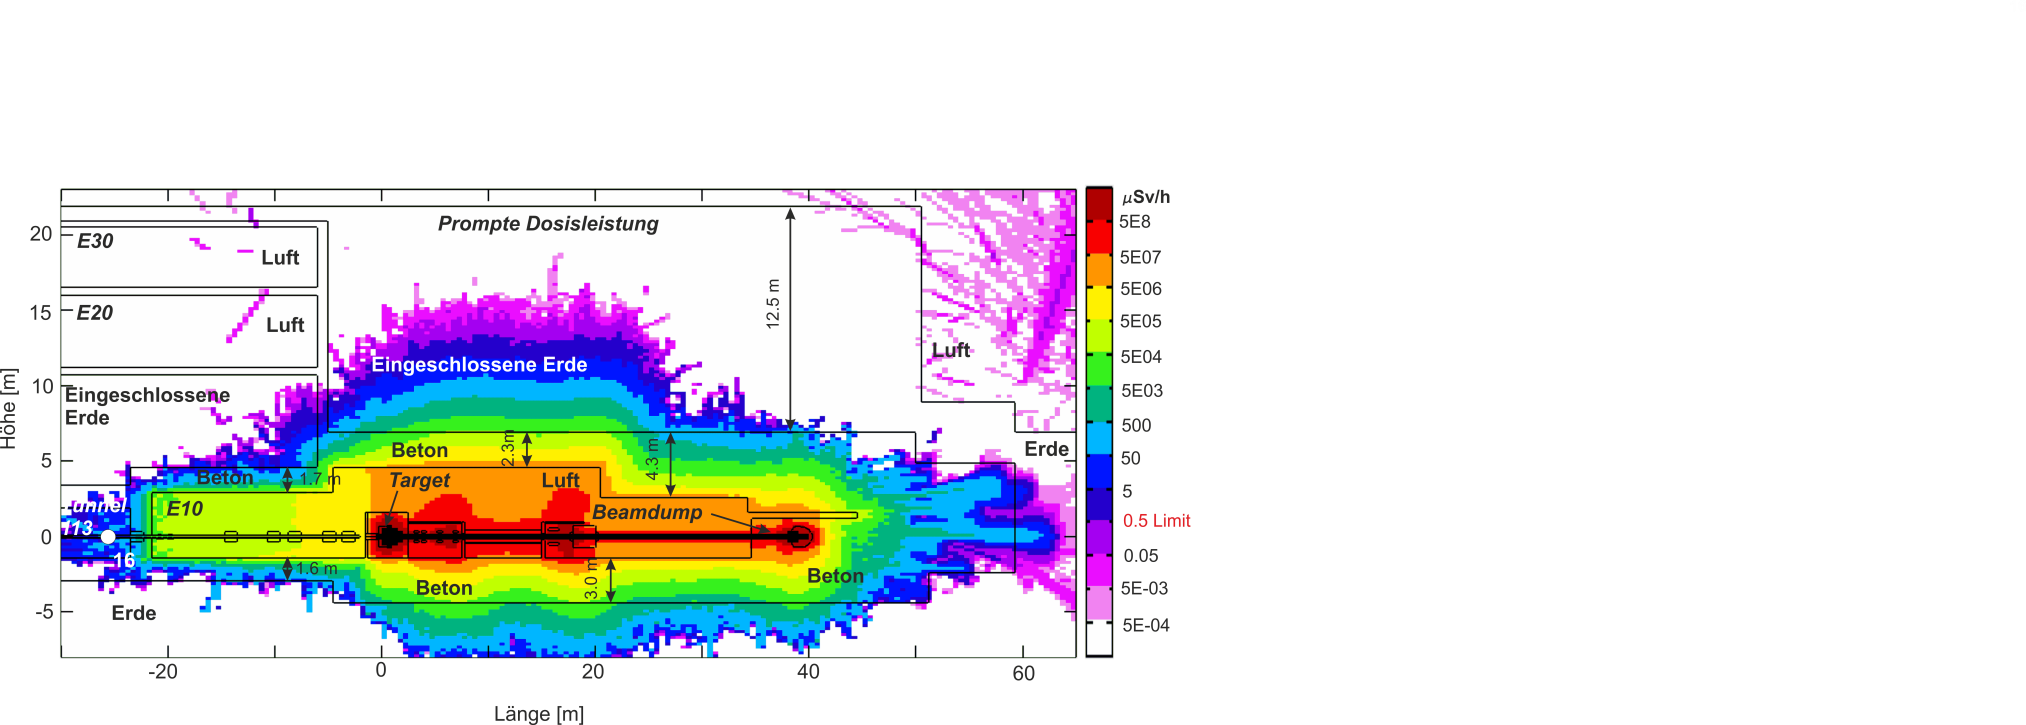 Prompte Dosisleistung
µSv/h
5E8
5E07
5E06
5E05
5E04
5E03
500
50
5
0.5 Limit
0.05
5E-03
5E-04
Höhe [m]
20
15
10
5
0
-5
E30
Luft
E20
Luft
Eingeschlossene
Erde
Eingeschlossene Erde
12.5 m
Luft
Erde
Beton
2.3m
4.3 m
Beton
1.7 m
Target
Luft
E10
Beamdump
Tunnel
16
1.6 m
Beton
3.0 m
Beton
Erde
-20
0
20
40
60
Länge [m]